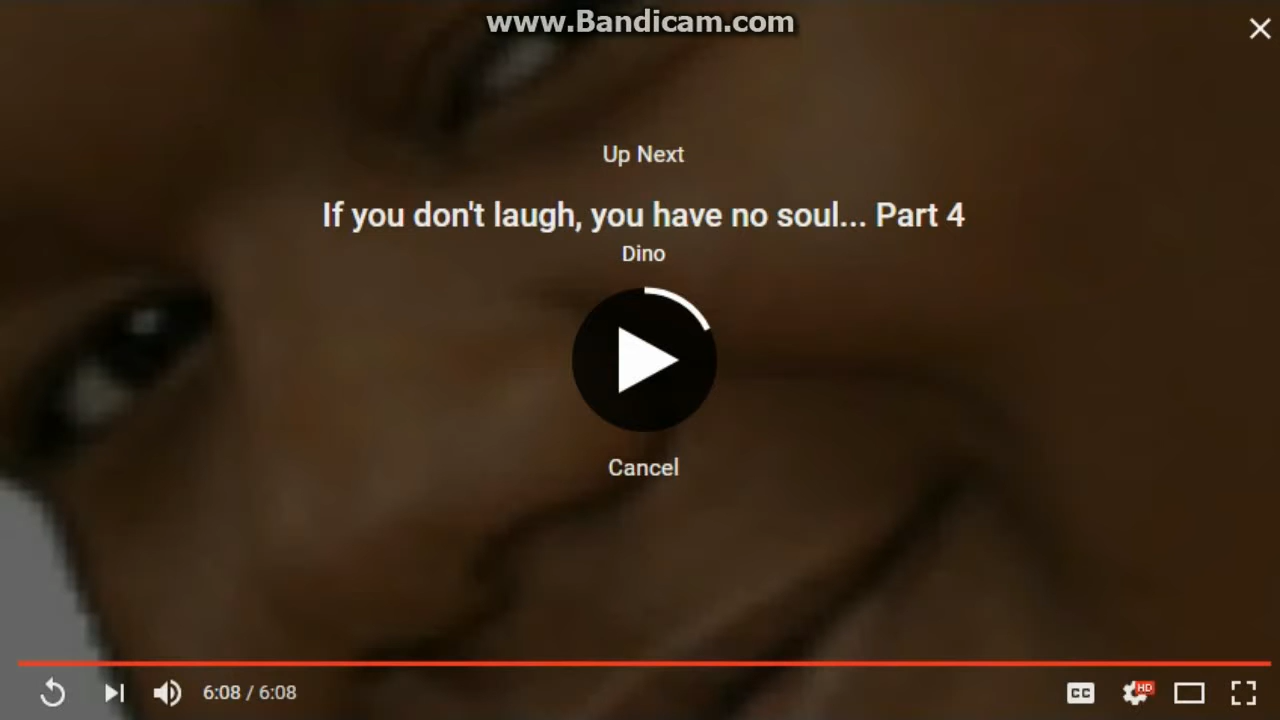 www.Bandicam.com
Up Next
If you don't laugh, you have no soul... Part 4
Dino
Cancel
6:08 / 6:08
CC
HD